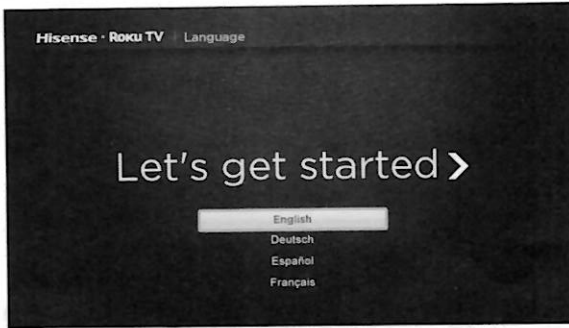 Hisense · Roku TV | Language
Let's get started ❯
English
Deutsch
Español
Français